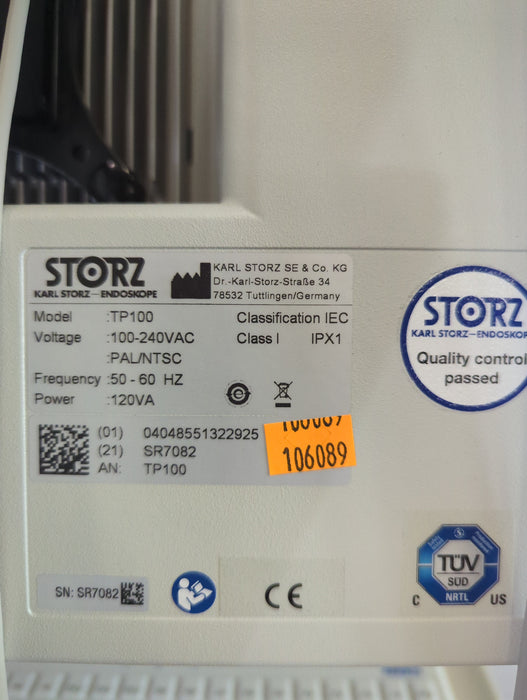 STORZ
KARL STORZ—ENDOSKOPE
KARL STORZ SE & Co. KG
Dr.-Karl-Storz-Straße 34
78532 Tuttlingen/Germany
Model :TP100 Classification IEC
Voltage :100-240VAC Class I IPX1
:PAL/NTSC
Frequency :50 - 60 HZ
Power :120VA
STORZ
KARL STORZ—ENDOSKOP
Quality control
passed
(01) 04048551322925
(21) SR7082
AN: TP100
106089
SN: SR7082
CE
TÜV
SÜD
NRTL
C US